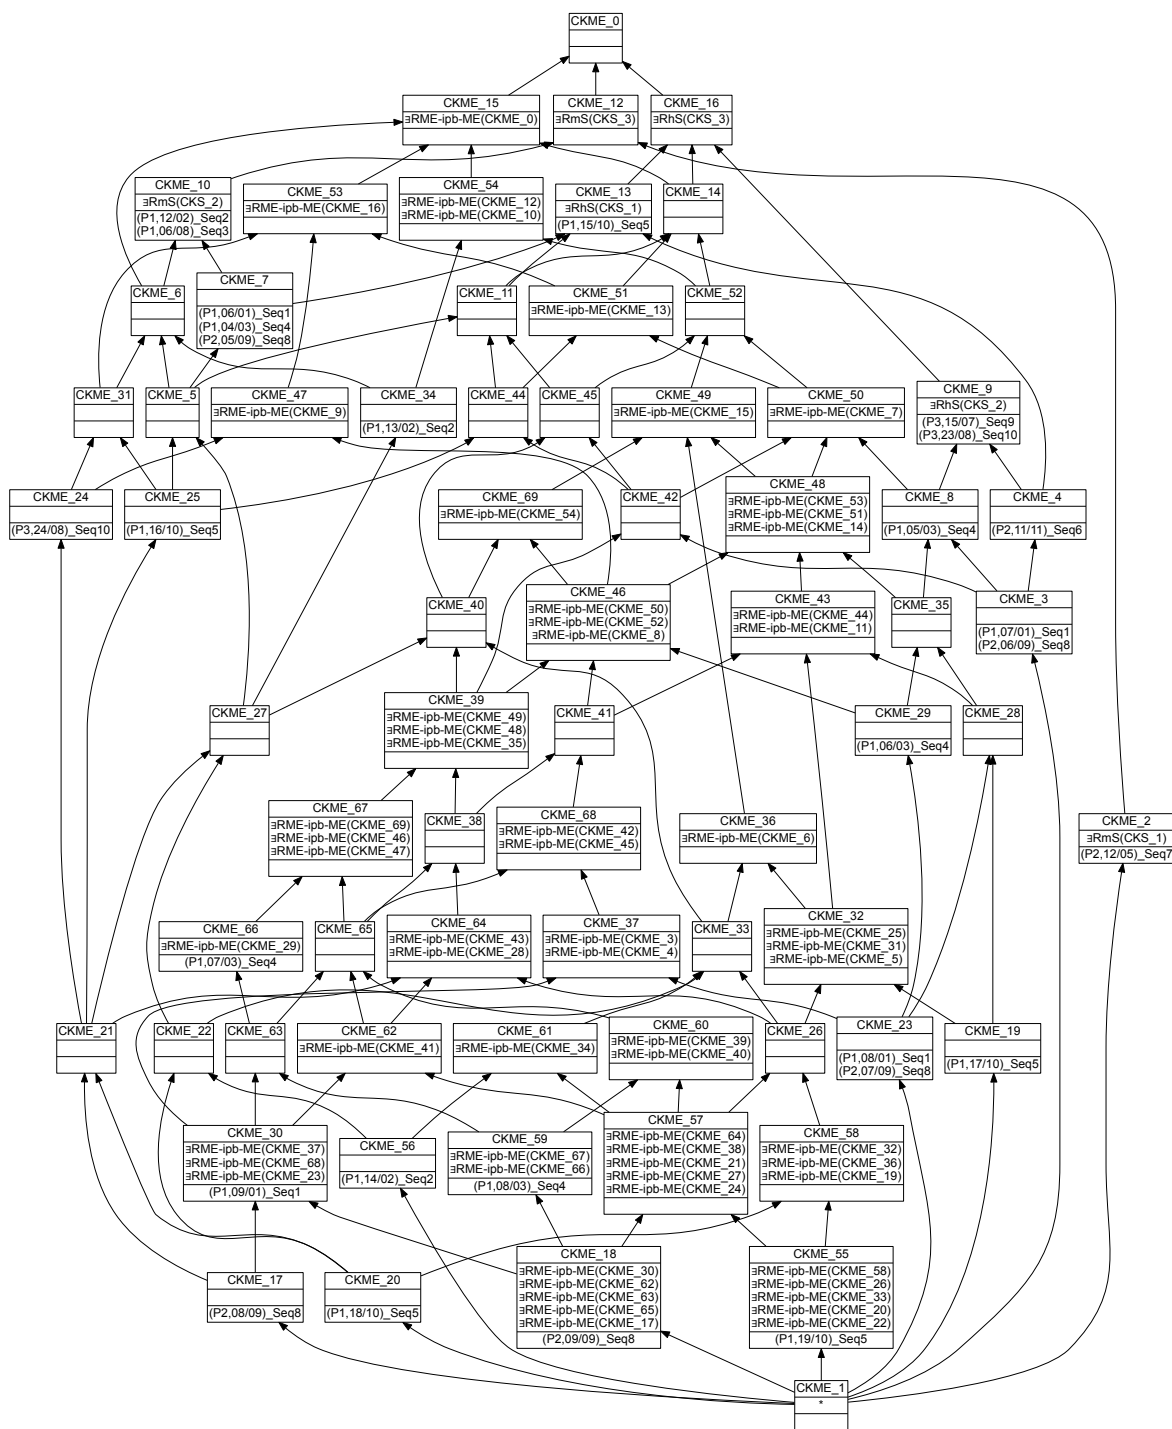 CKME_0
CKME_15
∃RME-ipb-ME(CKME_0)
CKME_12
∃RmS(CKS_3)
CKME_16
∃RhS(CKS_3)
CKME_10
∃RmS(CKS_2)
(P1,12/02)_Seq2
(P1,06/08)_Seq3
CKME_53
∃RME-ipb-ME(CKME_16)
CKME_54
∃RME-ipb-ME(CKME_12)
∃RME-ipb-ME(CKME_10)
CKME_13
∃RhS(CKS_1)
(P1,15/10)_Seq5
CKME_14
CKME_6
CKME_7
(P1,06/01)_Seq1
(P1,04/03)_Seq4
(P2,05/09)_Seq8
CKME_11
CKME_51
∃RME-ipb-ME(CKME_13)
CKME_52
CKME_31
CKME_5
CKME_47
∃RME-ipb-ME(CKME_9)
CKME_34
(P1,13/02)_Seq2
CKME_44
CKME_45
CKME_49
∃RME-ipb-ME(CKME_15)
CKME_50
∃RME-ipb-ME(CKME_7)
CKME_9
∃RhS(CKS_2)
(P3,15/07)_Seq9
(P3,23/08)_Seq10
CKME_24
(P3,24/08)_Seq10
CKME_25
(P1,16/10)_Seq5
CKME_69
∃RME-ipb-ME(CKME_54)
CKME_42
CKME_48
∃RME-ipb-ME(CKME_53)
∃RME-ipb-ME(CKME_51)
∃RME-ipb-ME(CKME_14)
CKME_8
(P1,05/03)_Seq4
CKME_4
(P2,11/11)_Seq6
CKME_40
CKME_46
∃RME-ipb-ME(CKME_50)
∃RME-ipb-ME(CKME_52)
∃RME-ipb-ME(CKME_8)
CKME_43
∃RME-ipb-ME(CKME_44)
∃RME-ipb-ME(CKME_11)
CKME_35
CKME_3
(P1,07/01)_Seq1
(P2,06/09)_Seq8
CKME_27
CKME_39
∃RME-ipb-ME(CKME_49)
∃RME-ipb-ME(CKME_48)
∃RME-ipb-ME(CKME_35)
CKME_41
CKME_29
(P1,06/03)_Seq4
CKME_28
CKME_67
∃RME-ipb-ME(CKME_69)
∃RME-ipb-ME(CKME_46)
∃RME-ipb-ME(CKME_47)
CKME_38
CKME_68
∃RME-ipb-ME(CKME_42)
∃RME-ipb-ME(CKME_45)
CKME_36
∃RME-ipb-ME(CKME_6)
CKME_2
∃RmS(CKS_1)
(P2,12/05)_Seq7
CKME_66
∃RME-ipb-ME(CKME_29)
(P1,07/03)_Seq4
CKME_65
CKME_64
∃RME-ipb-ME(CKME_43)
∃RME-ipb-ME(CKME_28)
CKME_37
∃RME-ipb-ME(CKME_3)
∃RME-ipb-ME(CKME_4)
CKME_33
CKME_32
∃RME-ipb-ME(CKME_25)
∃RME-ipb-ME(CKME_31)
∃RME-ipb-ME(CKME_5)
CKME_21
CKME_22
CKME_63
CKME_62
∃RME-ipb-ME(CKME_41)
CKME_61
∃RME-ipb-ME(CKME_34)
CKME_60
∃RME-ipb-ME(CKME_39)
∃RME-ipb-ME(CKME_40)
CKME_26
CKME_23
(P1,08/01)_Seq1
(P2,07/09)_Seq8
CKME_19
(P1,17/10)_Seq5
CKME_30
∃RME-ipb-ME(CKME_37)
∃RME-ipb-ME(CKME_68)
∃RME-ipb-ME(CKME_23)
(P1,09/01)_Seq1
CKME_56
(P1,14/02)_Seq2
CKME_59
∃RME-ipb-ME(CKME_67)
∃RME-ipb-ME(CKME_66)
(P1,08/03)_Seq4
CKME_57
∃RME-ipb-ME(CKME_64)
∃RME-ipb-ME(CKME_38)
∃RME-ipb-ME(CKME_21)
∃RME-ipb-ME(CKME_27)
∃RME-ipb-ME(CKME_24)
CKME_58
∃RME-ipb-ME(CKME_32)
∃RME-ipb-ME(CKME_36)
∃RME-ipb-ME(CKME_19)
CKME_17
(P2,08/09)_Seq8
CKME_20
(P1,18/10)_Seq5
CKME_18
∃RME-ipb-ME(CKME_30)
∃RME-ipb-ME(CKME_62)
∃RME-ipb-ME(CKME_63)
∃RME-ipb-ME(CKME_65)
∃RME-ipb-ME(CKME_17)
(P2,09/09)_Seq8
CKME_55
∃RME-ipb-ME(CKME_58)
∃RME-ipb-ME(CKME_26)
∃RME-ipb-ME(CKME_33)
∃RME-ipb-ME(CKME_20)
∃RME-ipb-ME(CKME_22)
(P1,19/10)_Seq5
CKME_1
*